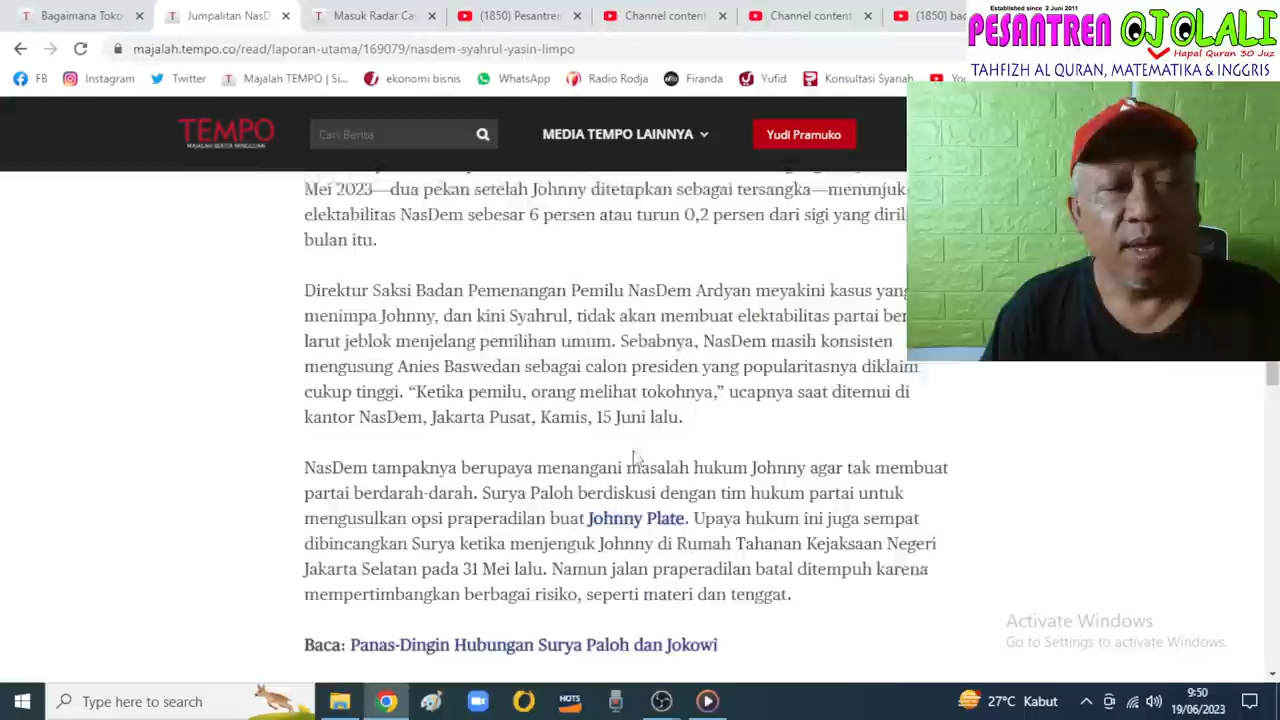 Bagaimana Toko
Jumpalitan NasD
Masuk Radar Ca
(1850) Pesantren
Channel content
Channel content
(1850) bac
Established since 2 Juni 2011
PESANTREN OJOLALI
Hapal Quran 30 Juz
TAHFIZH AL QURAN, MATEMATIKA & INGGRIS
majalah.tempo.co/read/laporan-utama/169079/nasdem-syahrul-yasin-limpo
FB
Instagram
Twitter
Majalah TEMPO | Si...
ekonomi bisnis
WhatsApp
Radio Rodja
Firanda
Yufid
Konsultasi Syariah
You
TEMPO
MAJALAH BERITA MINGGUAN
Cari Berita
MEDIA TEMPO LAINNYA
Yudi Pramuko
Mei 2023—dua pekan setelah Johnny ditetapkan sebagai tersangka—menunjuk
elektabilitas NasDem sebesar 6 persen atau turun 0,2 persen dari sigi yang diril
bulan itu.
Direktur Saksi Badan Pemenangan Pemilu NasDem Ardyan meyakini kasus yang
menimpa Johnny, dan kini Syahrul, tidak akan membuat elektabilitas partai ber
larut jeblok menjelang pemilihan umum. Sebabnya, NasDem masih konsisten
mengusung Anies Baswedan sebagai calon presiden yang popularitasnya diklaim
cukup tinggi. “Ketika pemilu, orang melihat tokohnya,” ucapnya saat ditemui di
kantor NasDem, Jakarta Pusat, Kamis, 15 Juni lalu.
NasDem tampaknya berupaya menangani masalah hukum Johnny agar tak membuat
partai berdarah-darah. Surya Paloh berdiskusi dengan tim hukum partai untuk
mengusulkan opsi praperadilan buat Johnny Plate. Upaya hukum ini juga sempat
dibincangkan Surya ketika menjenguk Johnny di Rumah Tahanan Kejaksaan Negeri
Jakarta Selatan pada 31 Mei lalu. Namun jalan praperadilan batal ditempuh karena
mempertimbangkan berbagai risiko, seperti materi dan tenggat.
Baca: Panas-Dingin Hubungan Surya Paloh dan Jokowi
Activate Windows
Go to Settings to activate Windows.
Type here to search
HOTS
27°C Kabut
9:50
19/06/2023